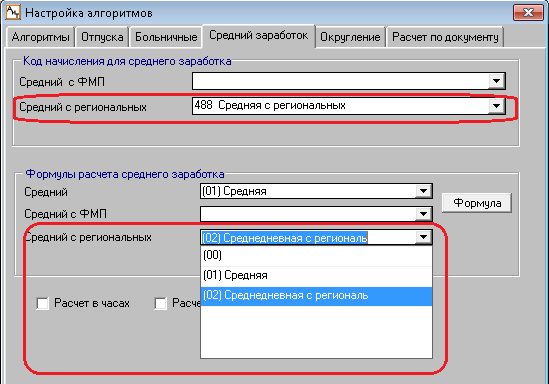 Настройка алгоритмов
Алгоритмы Отпуска Больничные Средний заработок Округление Расчет по документу
Код начисления для среднего заработка
Средний с ФМП
Средний с региональных 488 Средняя с региональных
Формулы расчета среднего заработка
Средний (01) Средняя Формула
Средний с ФМП
Средний с региональных (02) Среднедневная с региональ
(00)
(01) Средняя
(02) Среднедневная с региональ
Расчет в часах Расче